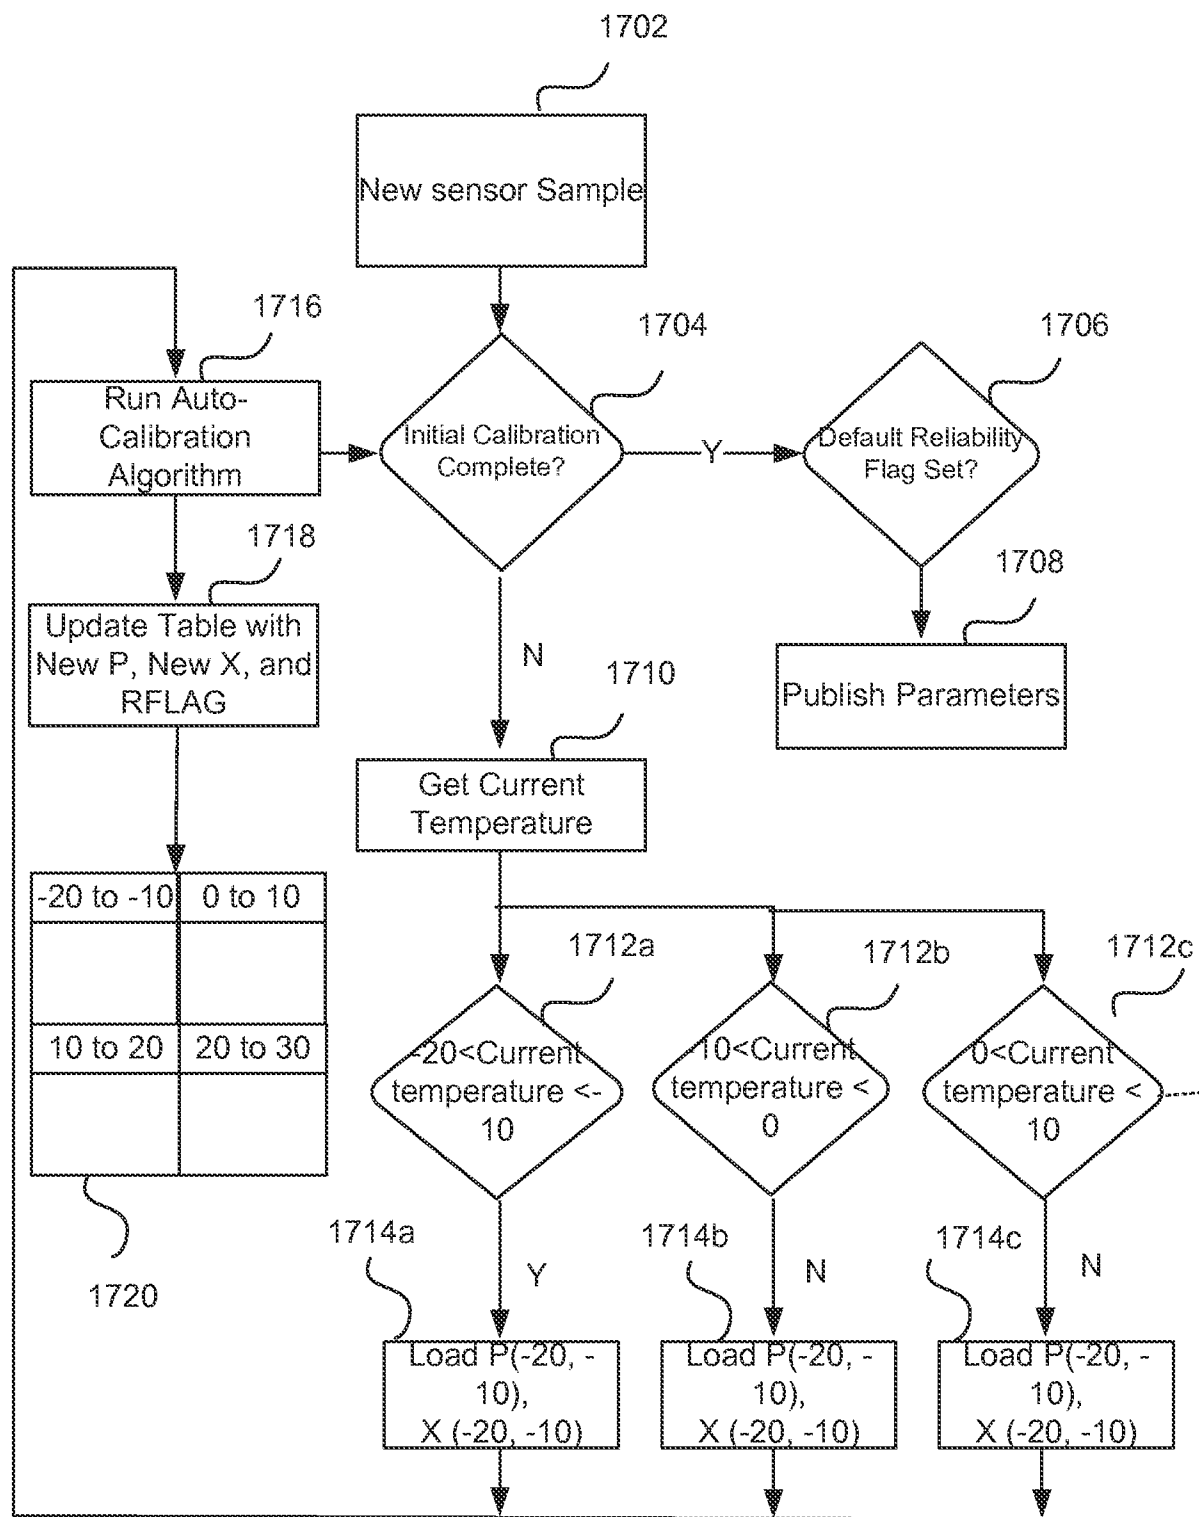 1702
New sensor Sample
1716
1704
1706
Run Auto-
Calibration
Algorithm
Initial Calibration
Complete?
Y
Default Reliability
Flag Set?
1718
1708
Update Table with
New P, New X, and
RFLAG
N
1710
Publish Parameters
Get Current
Temperature
-20 to -10
0 to 10
10 to 20
20 to 30
1720
1712a
1712b
1712c
-20<Current
temperature <-
10
-10<Current
temperature <
0
0<Current
temperature <
10
1714a
1714b
1714c
Y
N
N
Load P(-20, -
10),
X (-20, -10)
Load P(-20, -
10),
X (-20, -10)
Load P(-20, -
10),
X (-20, -10)